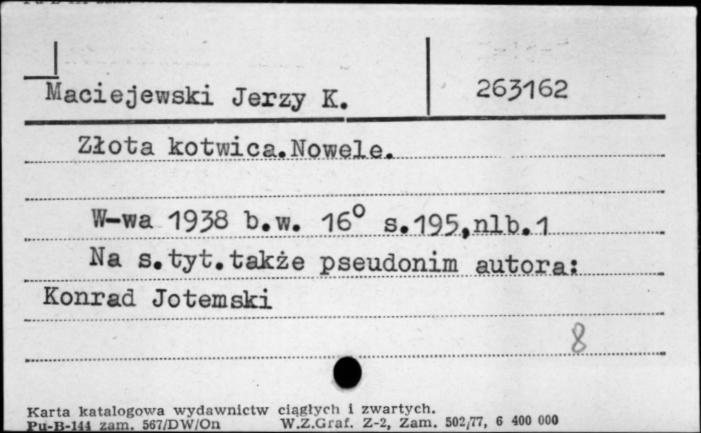 Maciejewski Jerzy K. 263162
Złota kotwica. Nowele.
W-wa 1938 b.w. 16° s.195,nlb.1
Na s.tyt.także pseudonim autora:
Konrad Jotemski
8
Karta katalogowa wydawnictw ciągłych i zwartych.
Pu-B-144 zam. 567/DW/On W.Z.Graf. Z-2, Zam. 502/77, 6 400 000